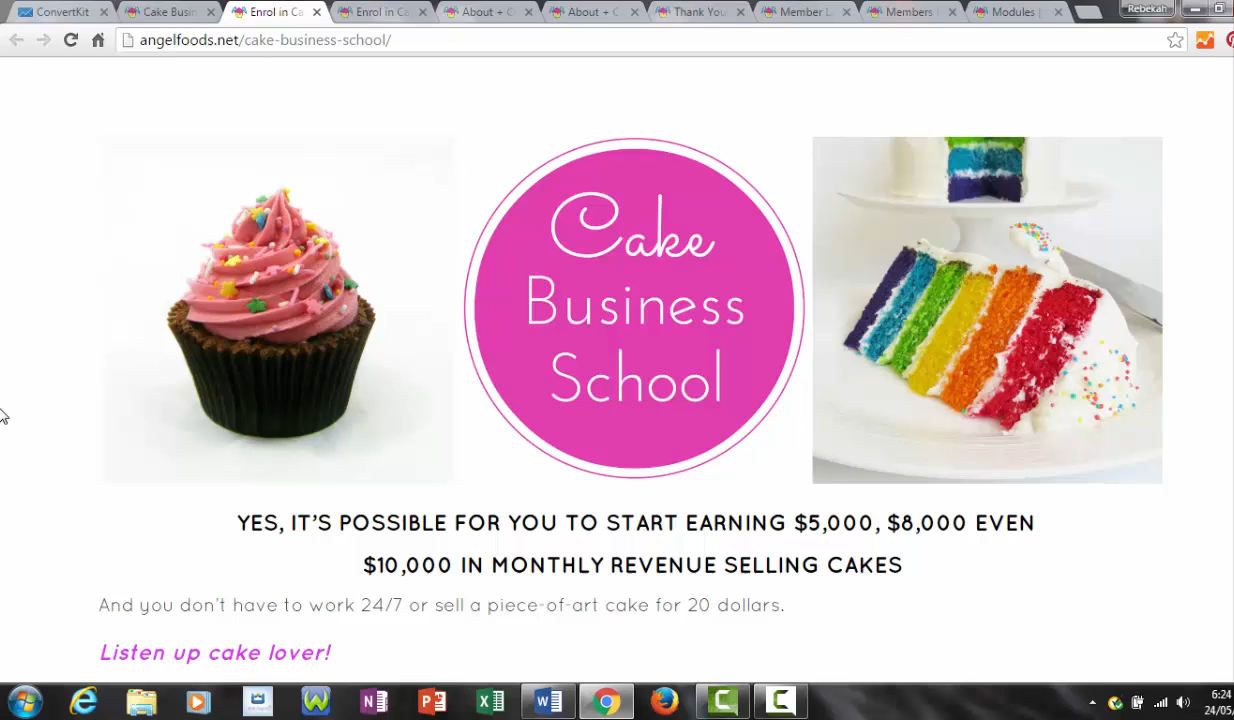 ConvertKit
Cake Busin
Enrol in Ca
Enrol in Ca
About + C
About + C
Thank You
Member L
Members
Modules |
Rebekah
angelfoods.net/cake-business-school/
Cake
Business
School
YES, IT'S POSSIBLE FOR YOU TO START EARNING $5,000, $8,000 EVEN
$10,000 IN MONTHLY REVENUE SELLING CAKES
And you don't have to work 24/7 or sell a piece-of-art cake for 20 dollars.
Listen up cake lover!
6:24
24/05/